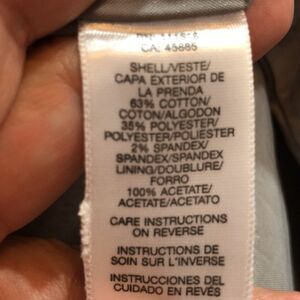 CA: 45885
SHELL/VESTE/
CAPA EXTERIOR DE
LA PRENDA
63% COTTON/
COTON/ALGODON
35% POLYESTER/
POLYESTER/POLIESTER
2% SPANDEX/
SPANDEX/SPANDEX
LINING/DOUBLURE/
FORRO
100% ACETATE/
ACETATE/ACETATO
CARE INSTRUCTIONS
ON REVERSE
INSTRUCTIONS DE
SOIN SUR L'INVERSE
INSTRUCCIONES DEL
CUIDADO EN REVÉS